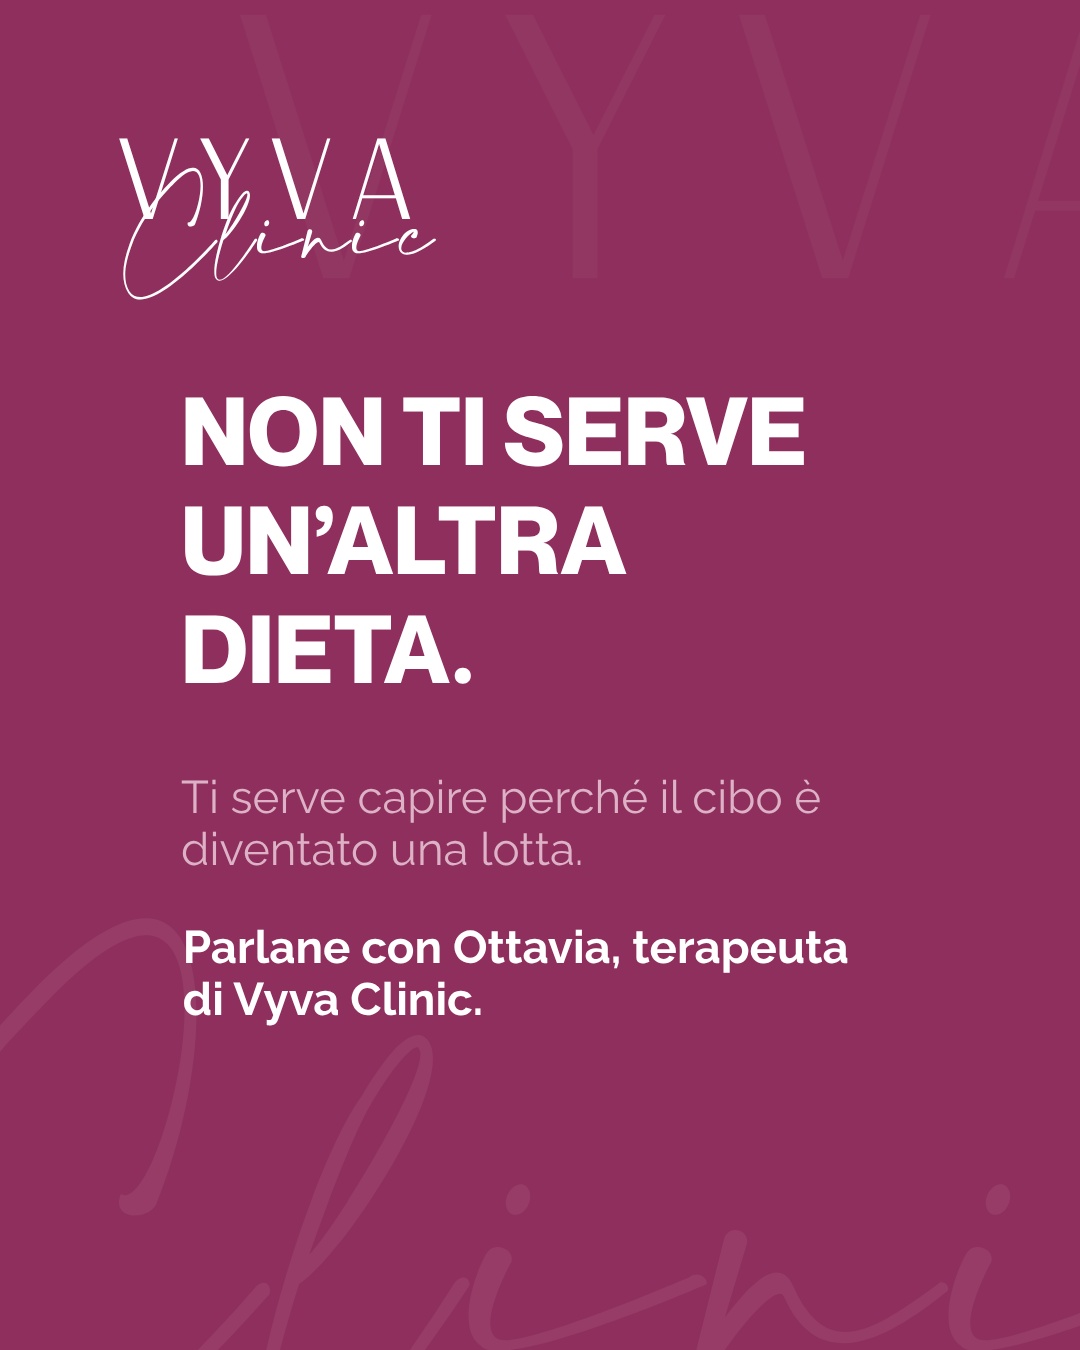 VYVA
Clinic
NON TI SERVE
UN’ALTRA
DIETA.
Ti serve capire perché il cibo è
diventato una lotta.
Parlane con Ottavia, terapeuta
di Vyva Clinic.